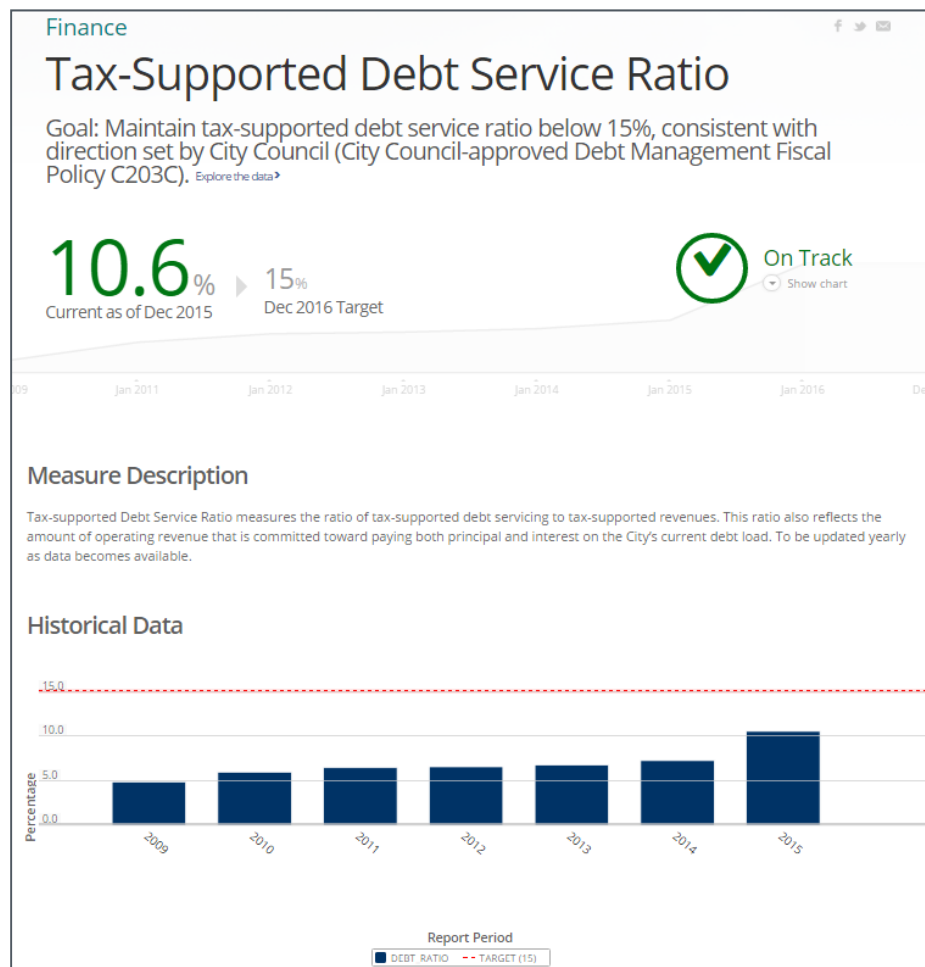 Finance
Tax-Supported Debt Service Ratio
Goal: Maintain tax-supported debt service ratio below 15%, consistent with
direction set by City Council (City Council-approved Debt Management Fiscal
Policy C203C). Explore the data
10.6%
Current as of Dec 2015
15%
Dec 2016 Target
On Track
Show chart
09
Jan 2011
Jan 2012
Jan 2013
Jan 2014
Jan 2015
Jan 2016
De
Measure Description
Tax-supported Debt Service Ratio measures the ratio of tax-supported debt servicing to tax-supported revenues. This ratio also reflects the
amount of operating revenue that is committed toward paying both principal and interest on the City's current debt load. To be updated yearly
as data becomes available.
Historical Data
15.0
10.0
5.0
0.0
Percentage
2009
2010
2011
2012
2013
2014
2015
Report Period
DEBT_RATIO
TARGET (15)